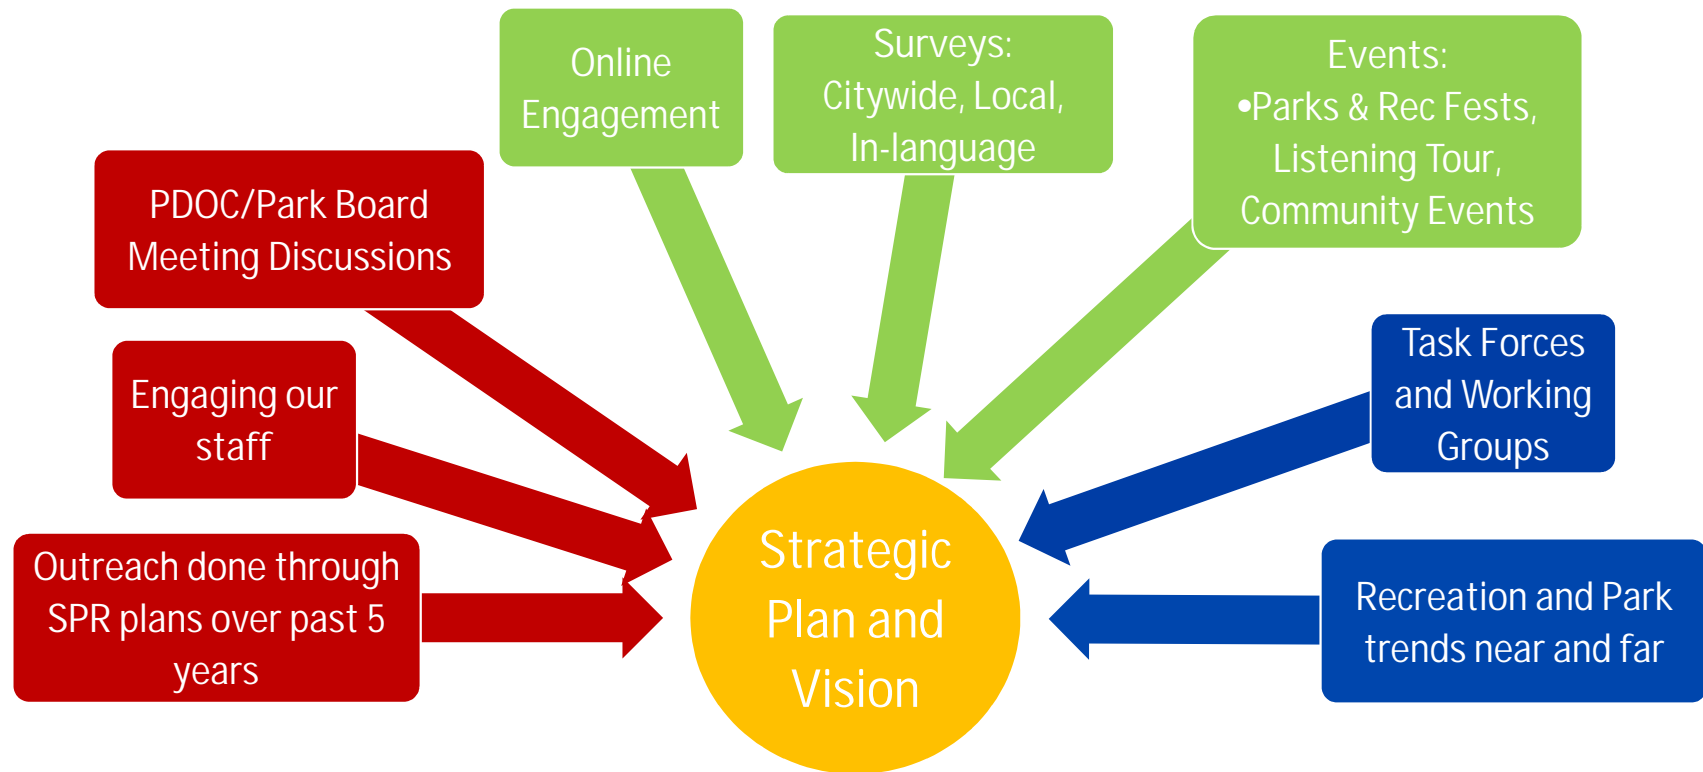 Online
Engagement
Surveys:
Citywide, Local,
In-language
Events:
•Parks & Rec Fests,
Listening Tour,
Community Events
PDOC/Park Board
Meeting Discussions
Engaging our
staff
Outreach done through
SPR plans over past 5
years
Task Forces
and Working
Groups
Recreation and Park
trends near and far
Strategic
Plan and
Vision